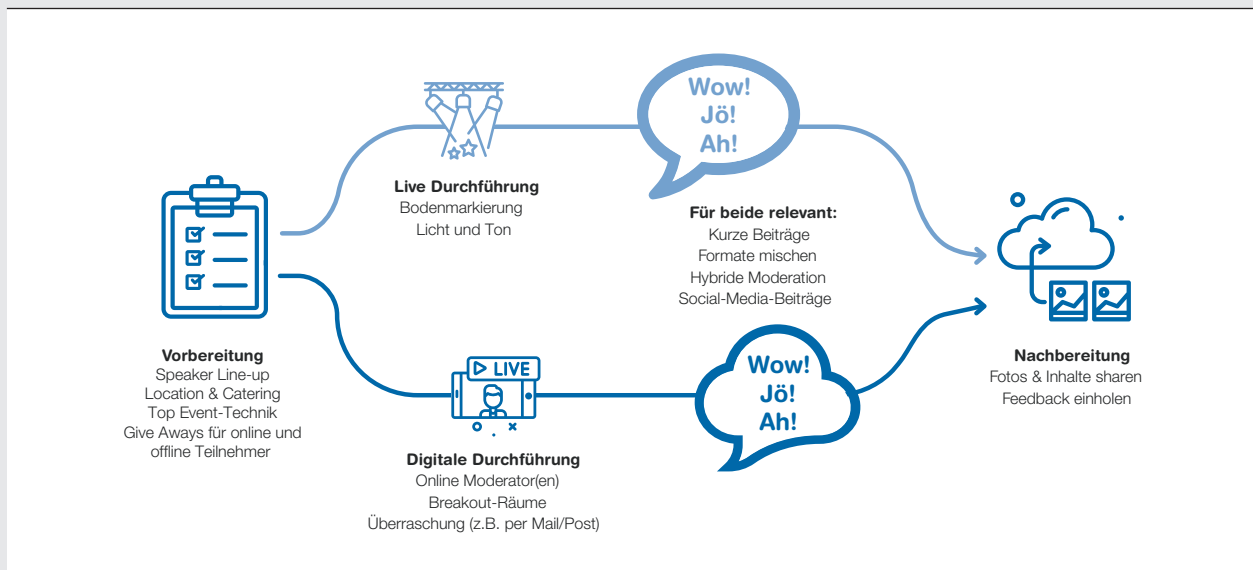 Wow!
Jö!
Ah!
Live Durchführung
Bodenmarkierung
Licht und Ton
Für beide relevant:
Kurze Beiträge
Formate mischen
Hybride Moderation
Social-Media-Beiträge
Vorbereitung
Speaker Line-up
Location & Catering
Top Event-Technik
Give Aways für online und
offline Teilnehmer
LIVE
Digitale Durchführung
Online Moderator(en)
Breakout-Räume
Überraschung (z.B. per Mail/Post)
Wow!
Jö!
Ah!
Nachbereitung
Fotos & Inhalte sharen
Feedback einholen